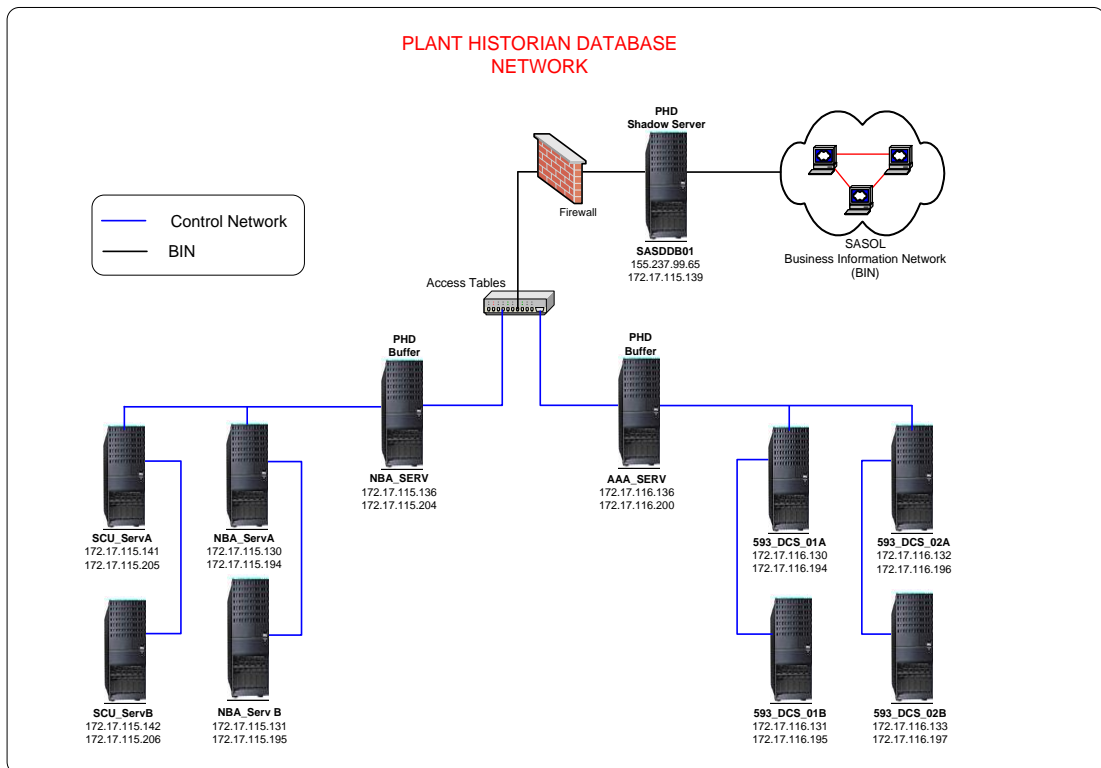 PLANT HISTORIAN DATABASE
NETWORK
PHD
Shadow Server
Control Network
BIN
Firewall
SASDDB01
155.237.99.65
172.17.115.139
SASOL
Business Information Network
(BIN)
Access Tables
PHD
Buffer
PHD
Buffer
NBA_SERV
172.17.115.136
172.17.115.204
AAA_SERV
172.17.116.136
172.17.116.200
SCU_ServA
172.17.115.141
172.17.115.205
NBA_ServA
172.17.115.130
172.17.115.194
593_DCS_01A
172.17.116.130
172.17.116.194
593_DCS_02A
172.17.116.132
172.17.116.196
SCU_ServB
172.17.115.142
172.17.115.206
NBA_Serv B
172.17.115.131
172.17.115.195
593_DCS_01B
172.17.116.131
172.17.116.195
593_DCS_02B
172.17.116.133
172.17.116.197